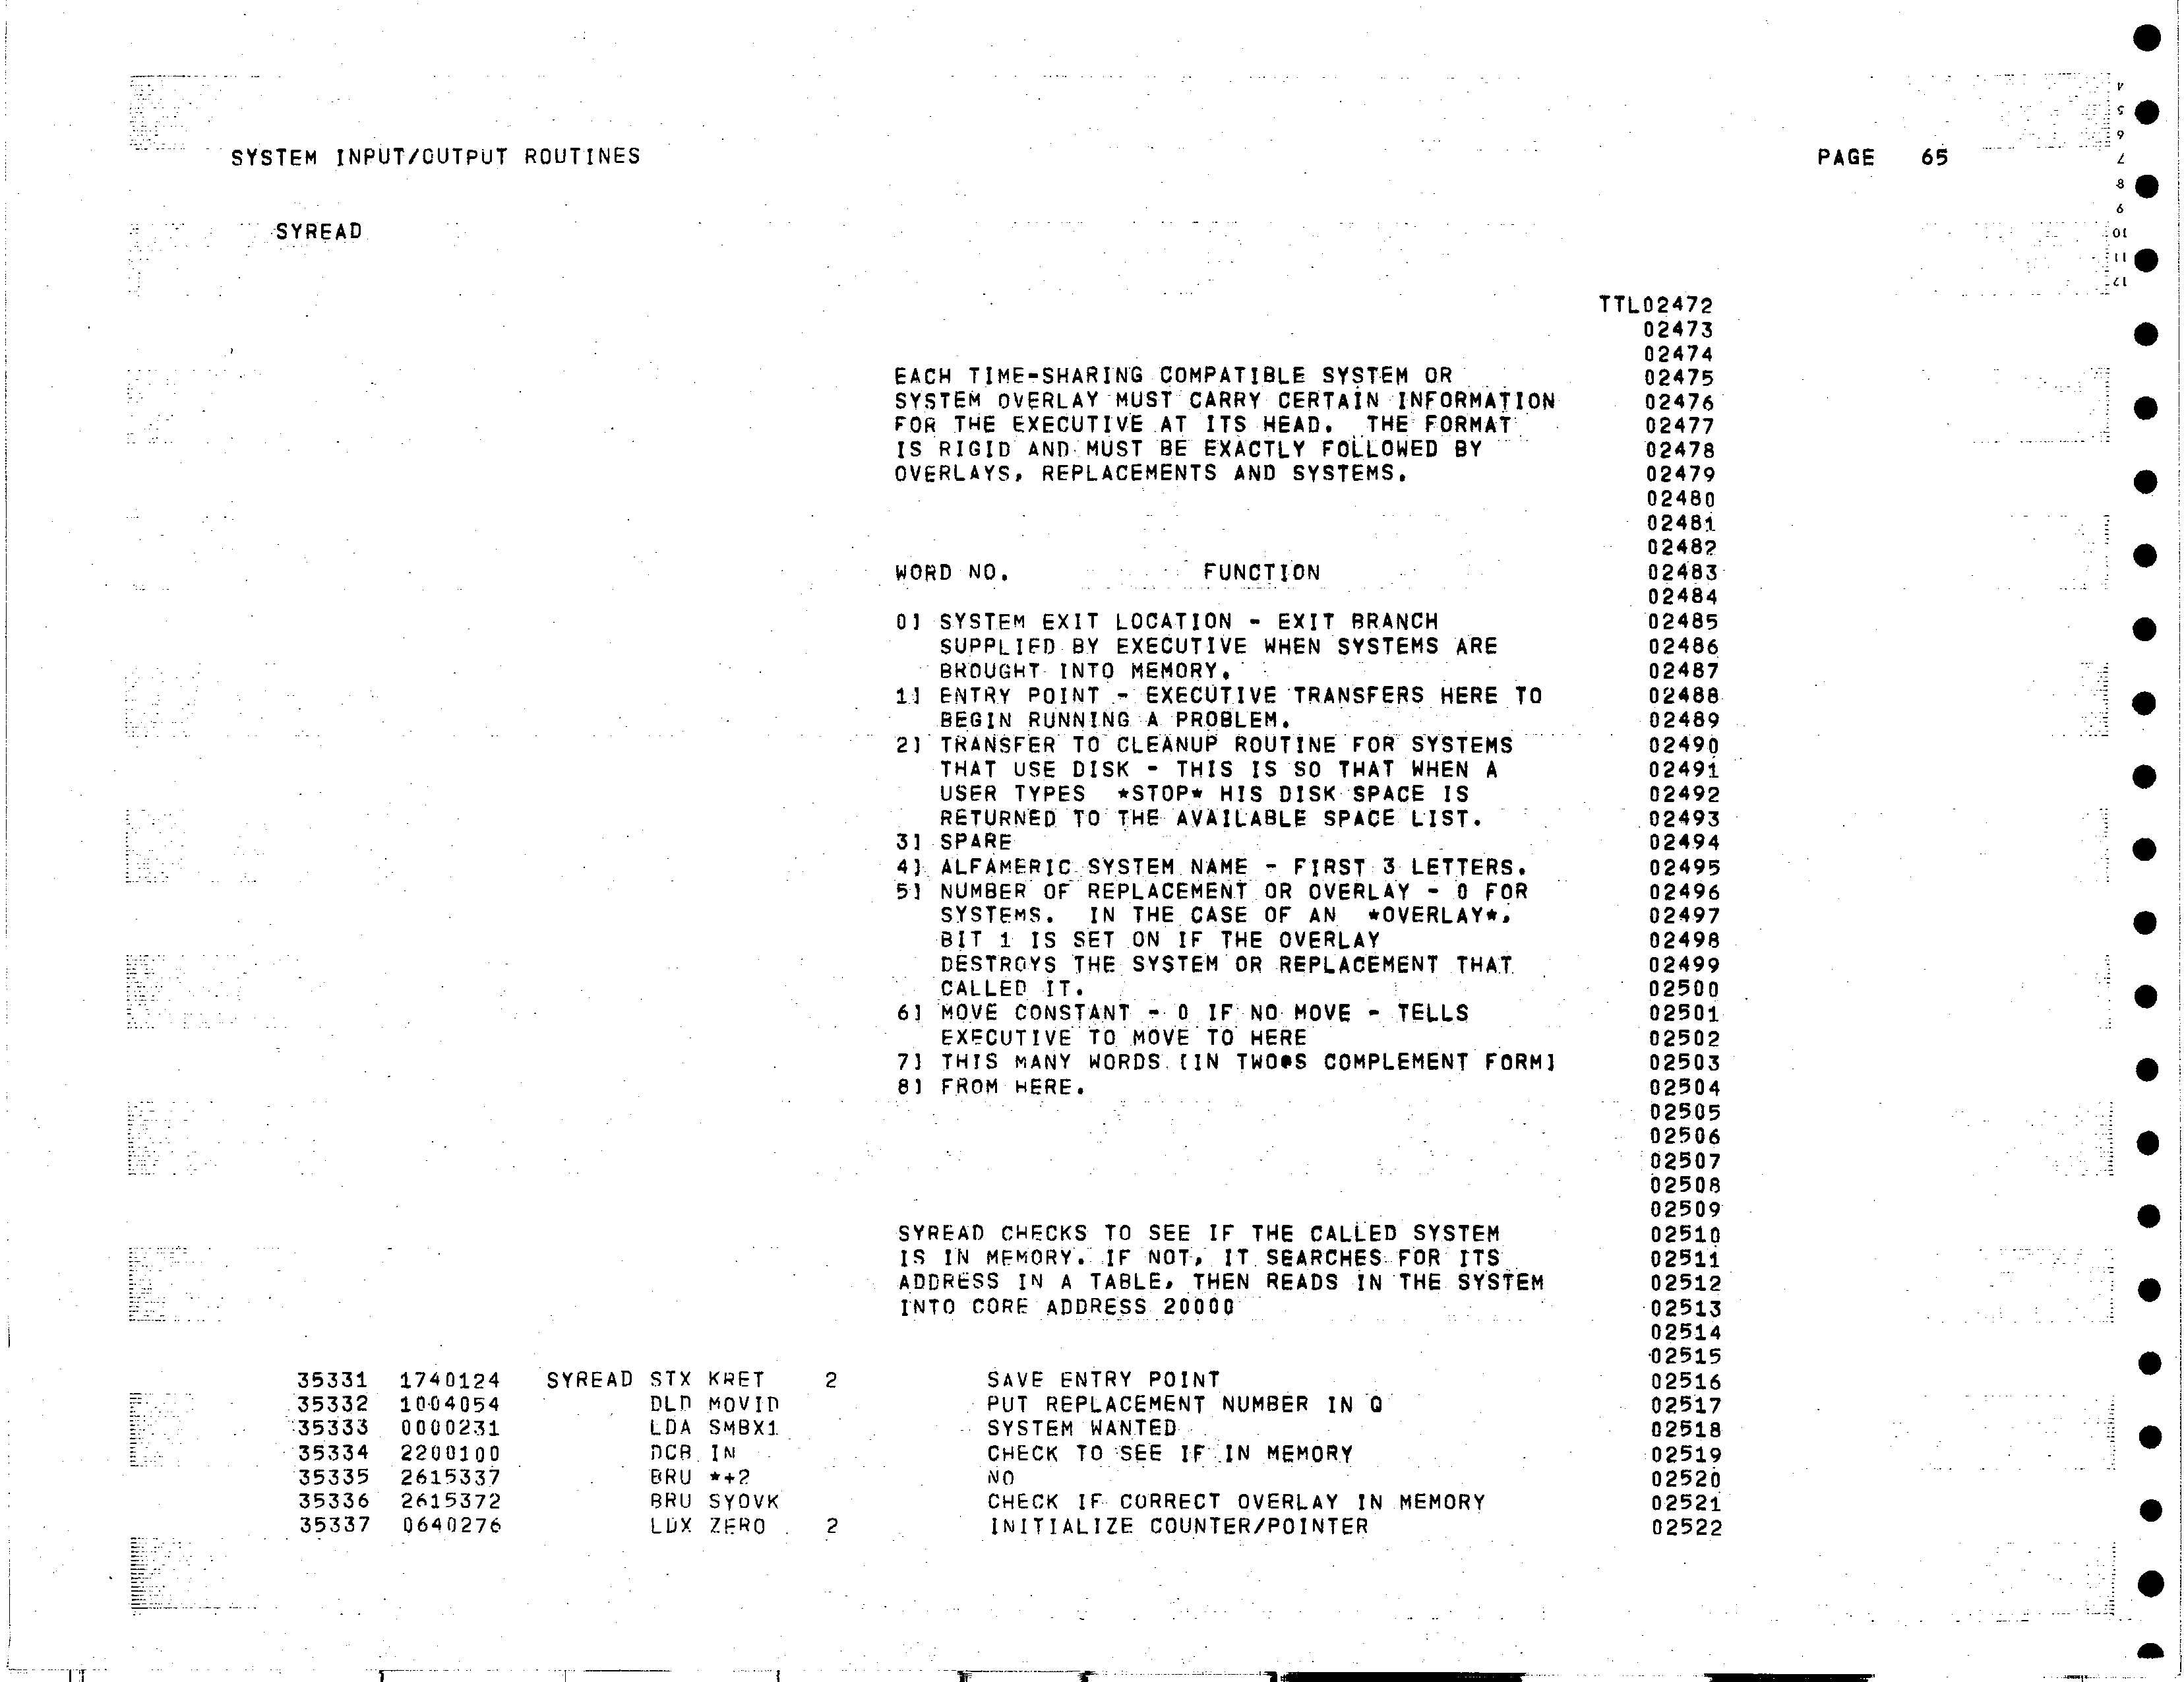 SYSTEM INPUT/OUTPUT ROUTINES PAGE 65
SYREAD
TTL02472
02473
02474
EACH TIME-SHARING COMPATIBLE SYSTEM OR 02475
SYSTEM OVERLAY MUST CARRY CERTAIN INFORMATION 02476
FOR THE EXECUTIVE AT ITS HEAD. THE FORMAT 02477
IS RIGID AND MUST BE EXACTLY FOLLOWED BY 02478
OVERLAYS, REPLACEMENTS AND SYSTEMS. 02479
02480
02481
02482
WORD NO. FUNCTION 02483
02484
0] SYSTEM EXIT LOCATION - EXIT BRANCH 02485
SUPPLIED BY EXECUTIVE WHEN SYSTEMS ARE 02486
BROUGHT INTO MEMORY. 02487
1] ENTRY POINT - EXECUTIVE TRANSFERS HERE TO 02488
BEGIN RUNNING A PROBLEM. 02489
2] TRANSFER TO CLEANUP ROUTINE FOR SYSTEMS 02490
THAT USE DISK - THIS IS SO THAT WHEN A 02491
USER TYPES *STOP* HIS DISK SPACE IS 02492
RETURNED TO THE AVAILABLE SPACE LIST. 02493
3] SPARE 02494
4] ALFAMERIC SYSTEM NAME - FIRST 3 LETTERS. 02495
5] NUMBER OF REPLACEMENT OR OVERLAY - 0 FOR 02496
SYSTEMS. IN THE CASE OF AN *OVERLAY*, 02497
BIT 1 IS SET ON IF THE OVERLAY 02498
DESTROYS THE SYSTEM OR REPLACEMENT THAT 02499
CALLED IT. 02500
6] MOVE CONSTANT - 0 IF NO MOVE - TELLS 02501
EXECUTIVE TO MOVE TO HERE 02502
7] THIS MANY WORDS [IN TWO@S COMPLEMENT FORM] 02503
8] FROM HERE. 02504
02505
02506
02507
02508
02509
SYREAD CHECKS TO SEE IF THE CALLED SYSTEM 02510
IS IN MEMORY. IF NOT, IT SEARCHES FOR ITS 02511
ADDRESS IN A TABLE, THEN READS IN THE SYSTEM 02512
INTO CORE ADDRESS 20000 02513
02514
02515
35331 1740124 SYREAD STX KRET 2 SAVE ENTRY POINT 02516
35332 1004054 DLD MOVID PUT REPLACEMENT NUMBER IN Q 02517
35333 0000231 LDA SMBX1 SYSTEM WANTED 02518
35334 2200100 DCB IN CHECK TO SEE IF IN MEMORY 02519
35335 2615337 BRU *+2 NO 02520
35336 2615372 BRU SYOVK CHECK IF CORRECT OVERLAY IN MEMORY 02521
35337 0640276 LDX ZERO 2 INITIALIZE COUNTER/POINTER 02522
4
5
6
7
8
9
10
11
12